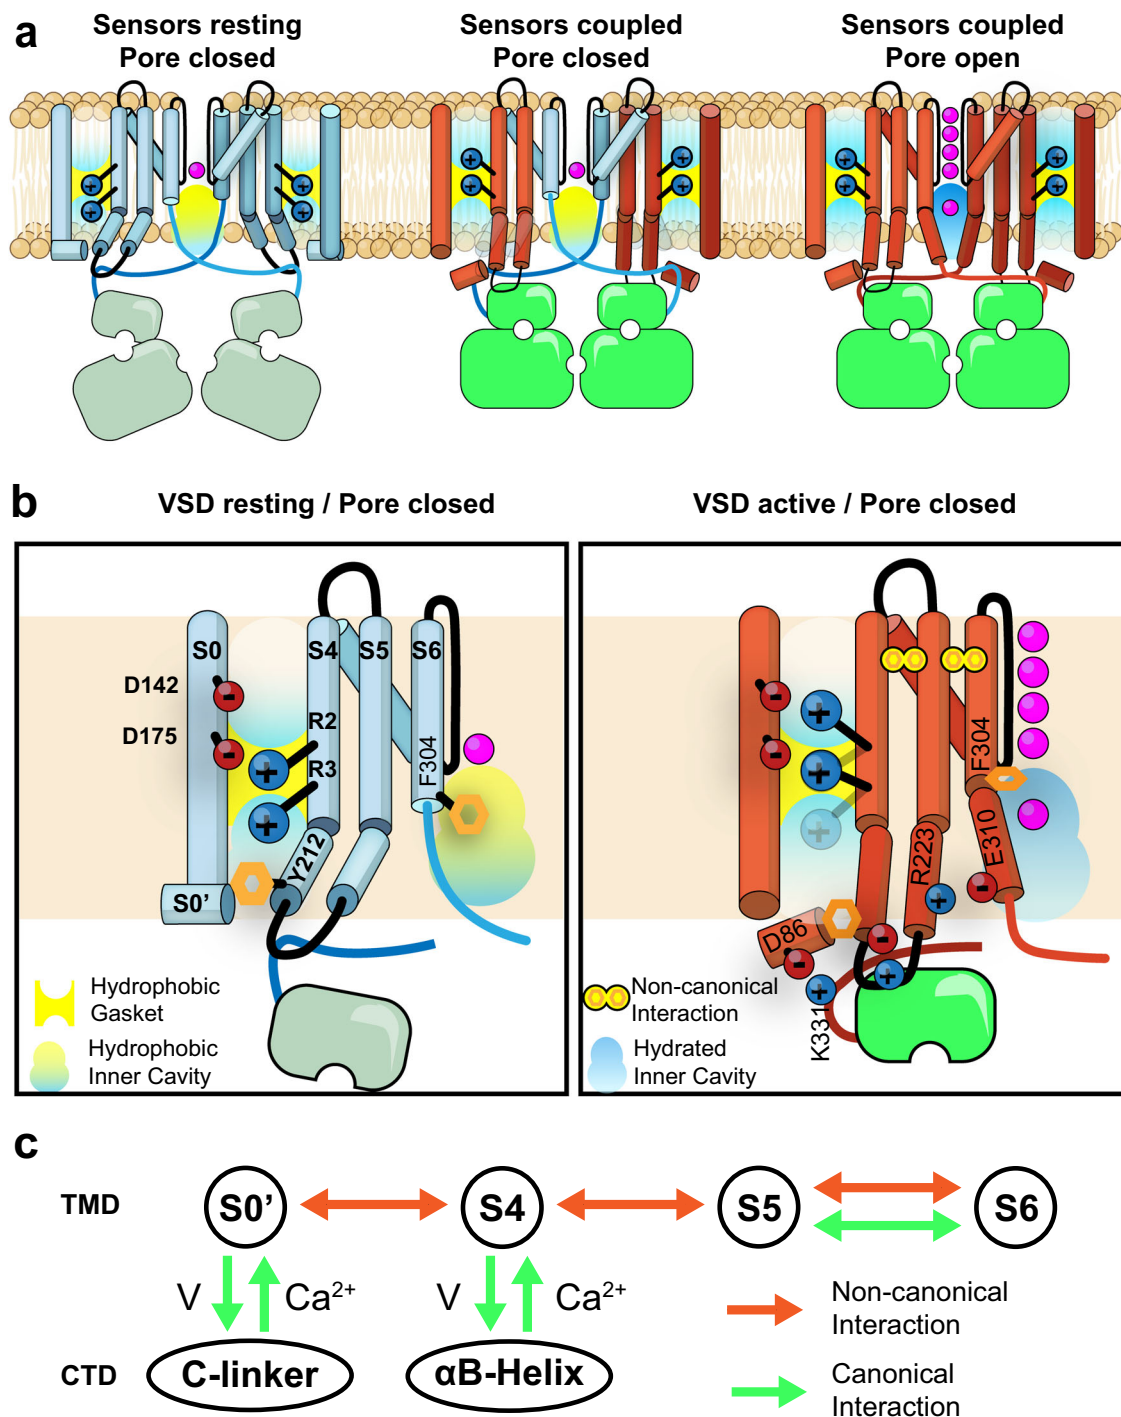 a
Sensors resting
Pore closed
Sensors coupled
Pore closed
Sensors coupled
Pore open
+
+
+
+
+
+
+
+
+
+
+
+
b
VSD resting / Pore closed
VSD active / Pore closed
S0
S4
S5
S6
D142
-
D175
-
R2
R3
+
+
F304
Y212
S0’
Hydrophobic
Gasket
Hydrophobic
Inner Cavity
-
-
+
+
+
F304
R223
E310
+
-
D86
-
-
+
+
K331
Non-canonical
Interaction
Hydrated
Inner Cavity
c
TMD
S0’
S4
S5
S6
V
Ca2+
V
Ca2+
CTD
C-linker
αB-Helix
Non-canonical
Interaction
Canonical
Interaction